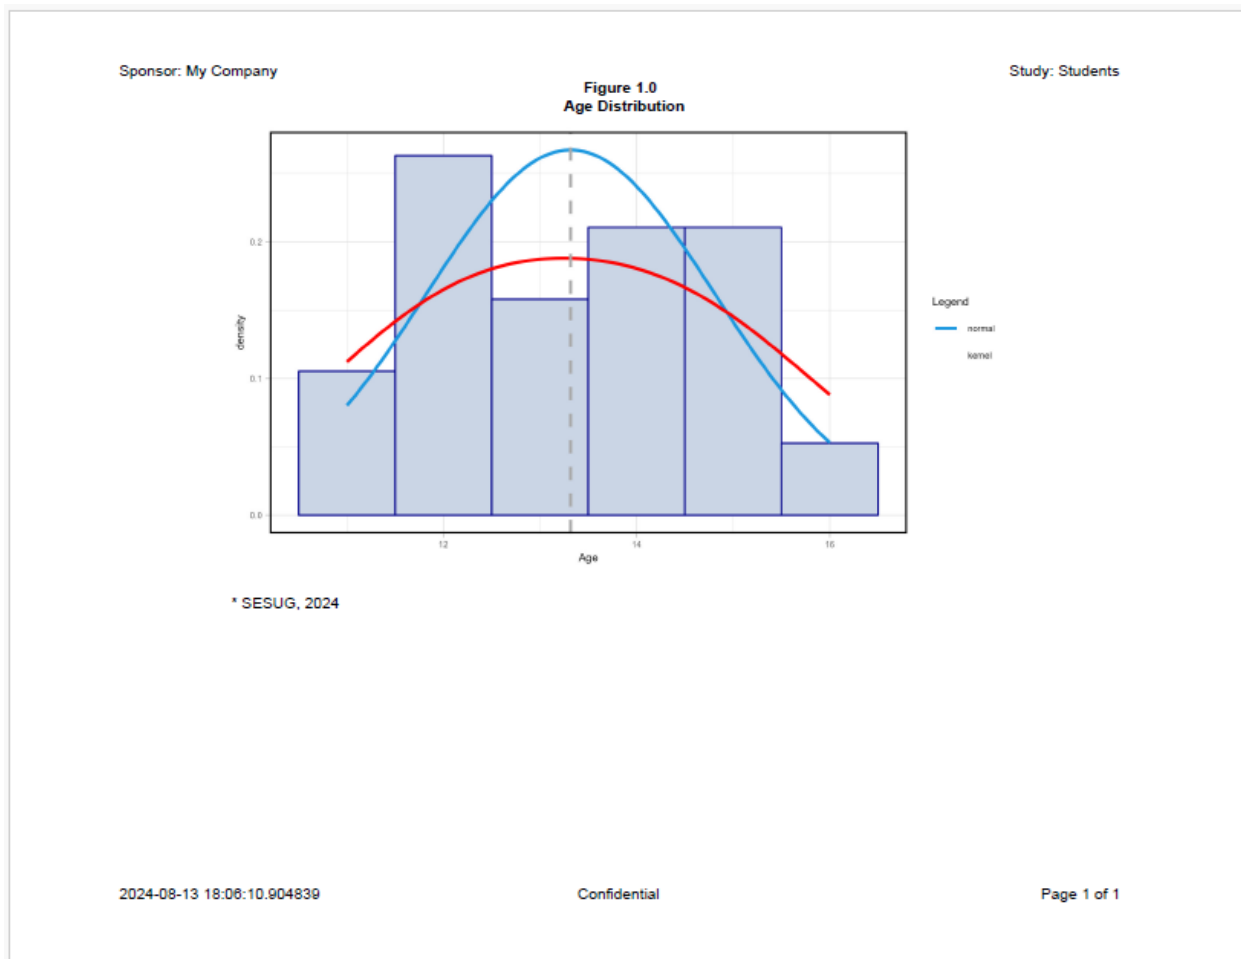 Sponsor: My Company Study: Students
Figure 1.0
Age Distribution
0.2
0.1
0.0
density
12 14 16
Age
Legend
normal
kernel
* SESUG, 2024
2024-08-13 18:06:10.904839 Confidential Page 1 of 1